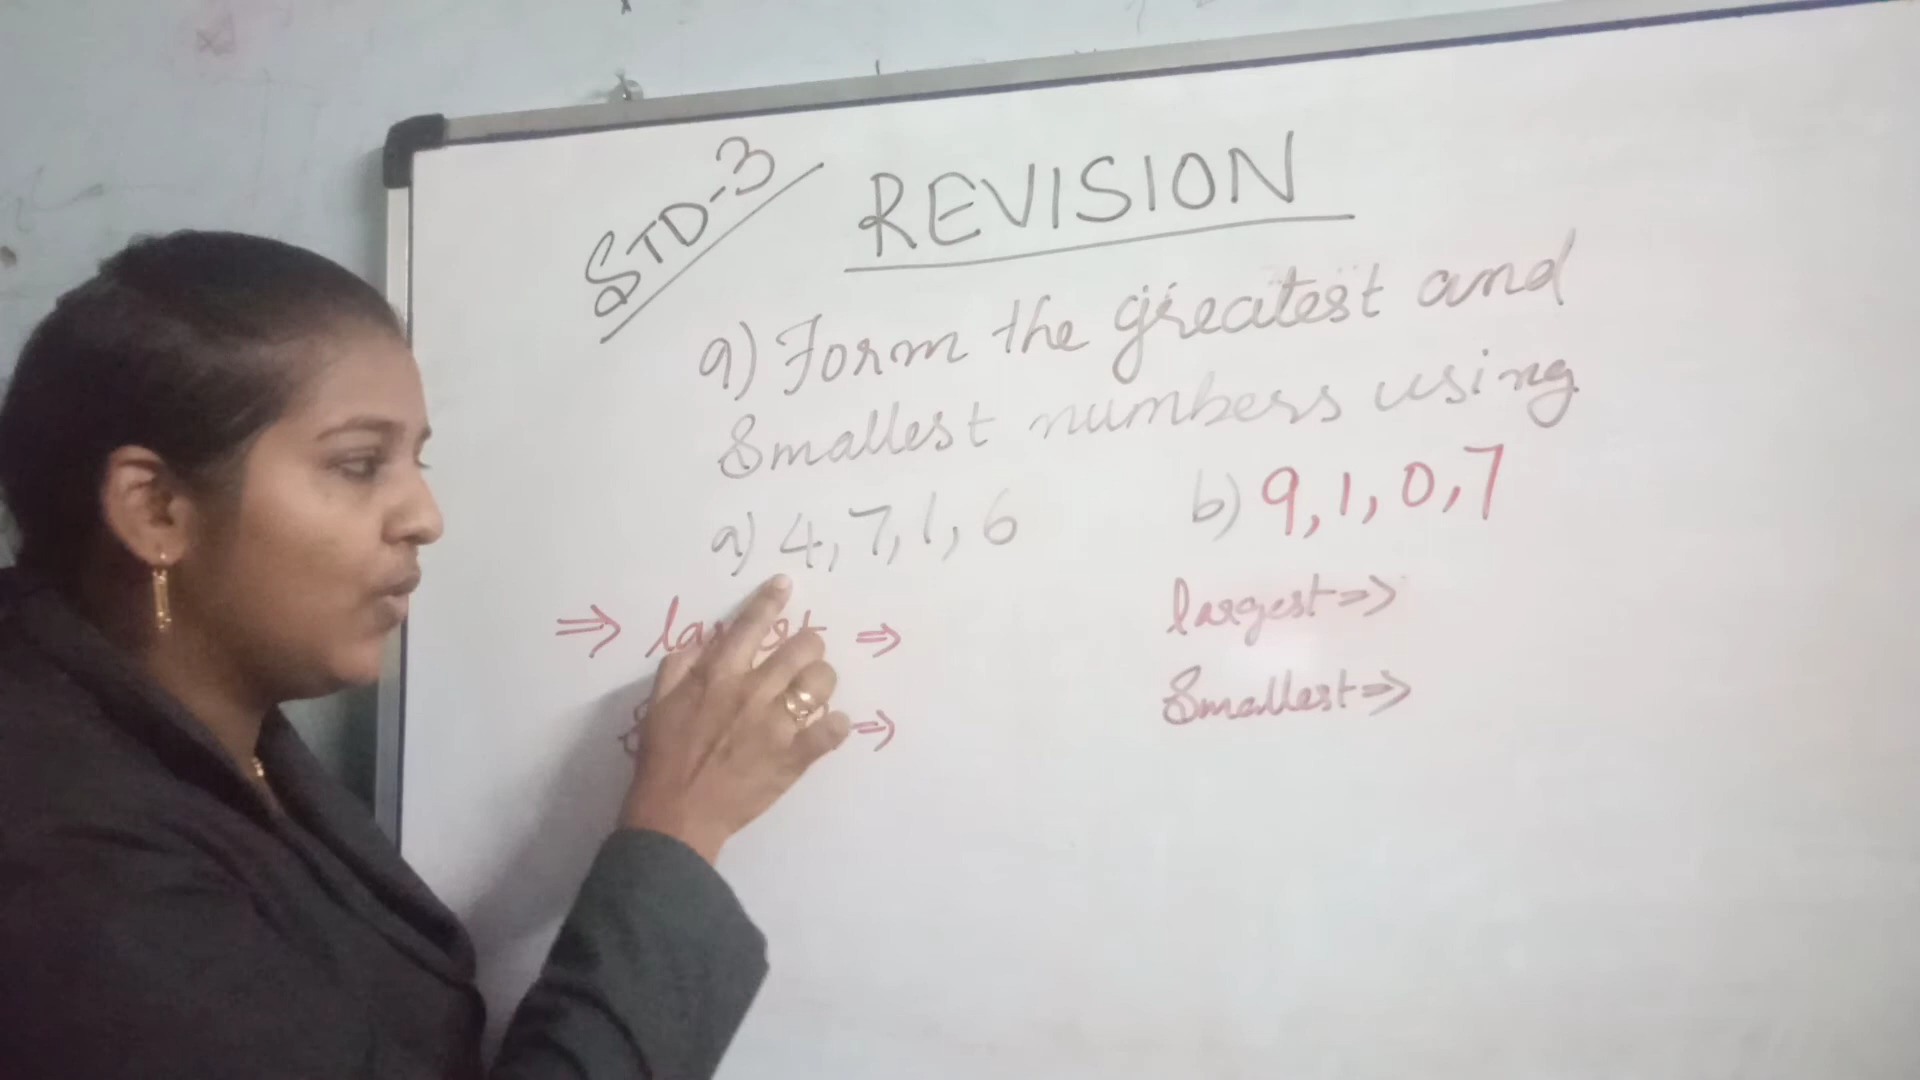 STD-3
REVISION
9) Form the greatest and
Smallest numbers using
a) 4, 7, 1, 6
b) 9, 1, 0, 7
⇒ ⇒
largest ⇒
⇒
Smallest ⇒